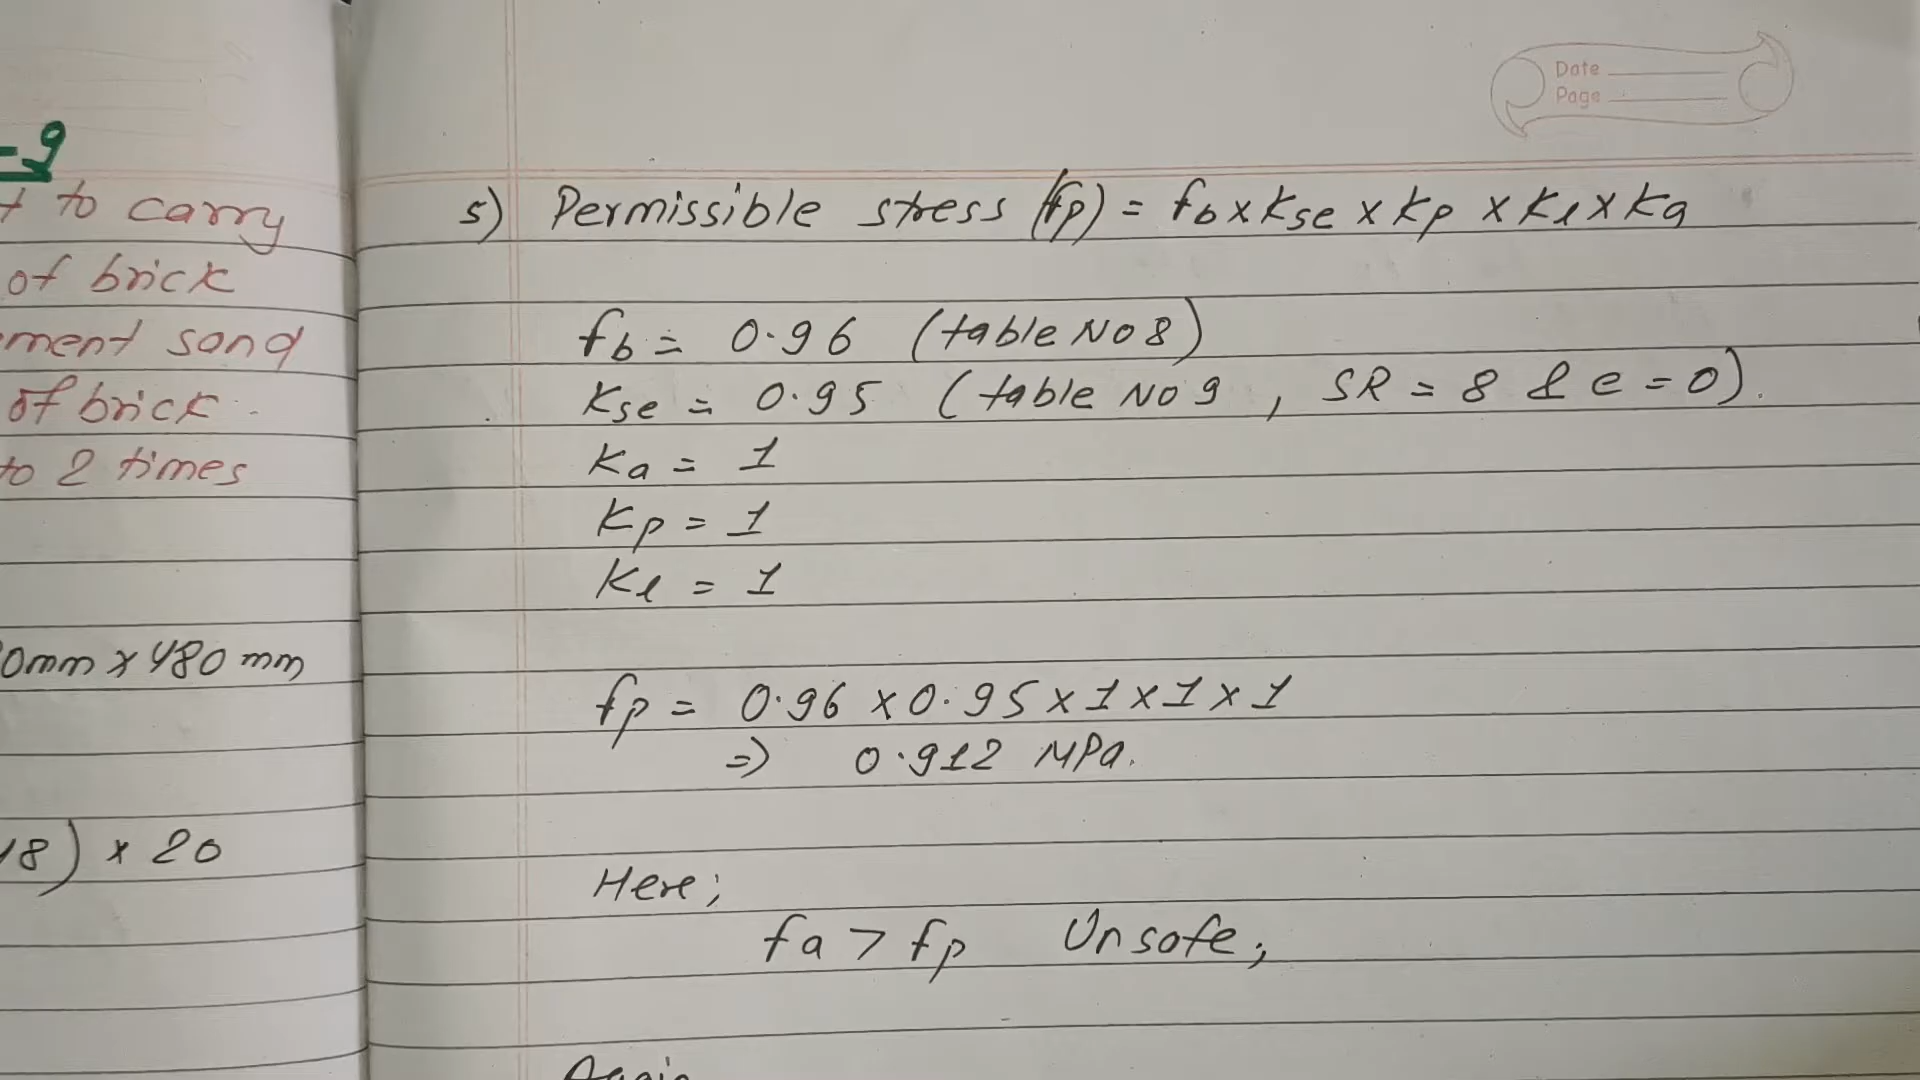 -9
t to carry
of brick
ment sand
of brick
to 2 times
0mm x 480 mm
18) x 20
Date
Page
5) Permissible stress (fp) = fb x Kse x Kp x Kl x Ka
fb = 0.96 (table No 8)
Kse = 0.95 (table No 9, SR = 8 & e = 0).
Ka = 1
Kp = 1
Kl = 1
fp = 0.96 x 0.95 x 1 x 1 x 1
=> 0.912 MPa.
Here;
fa > fp Unsafe;
Again